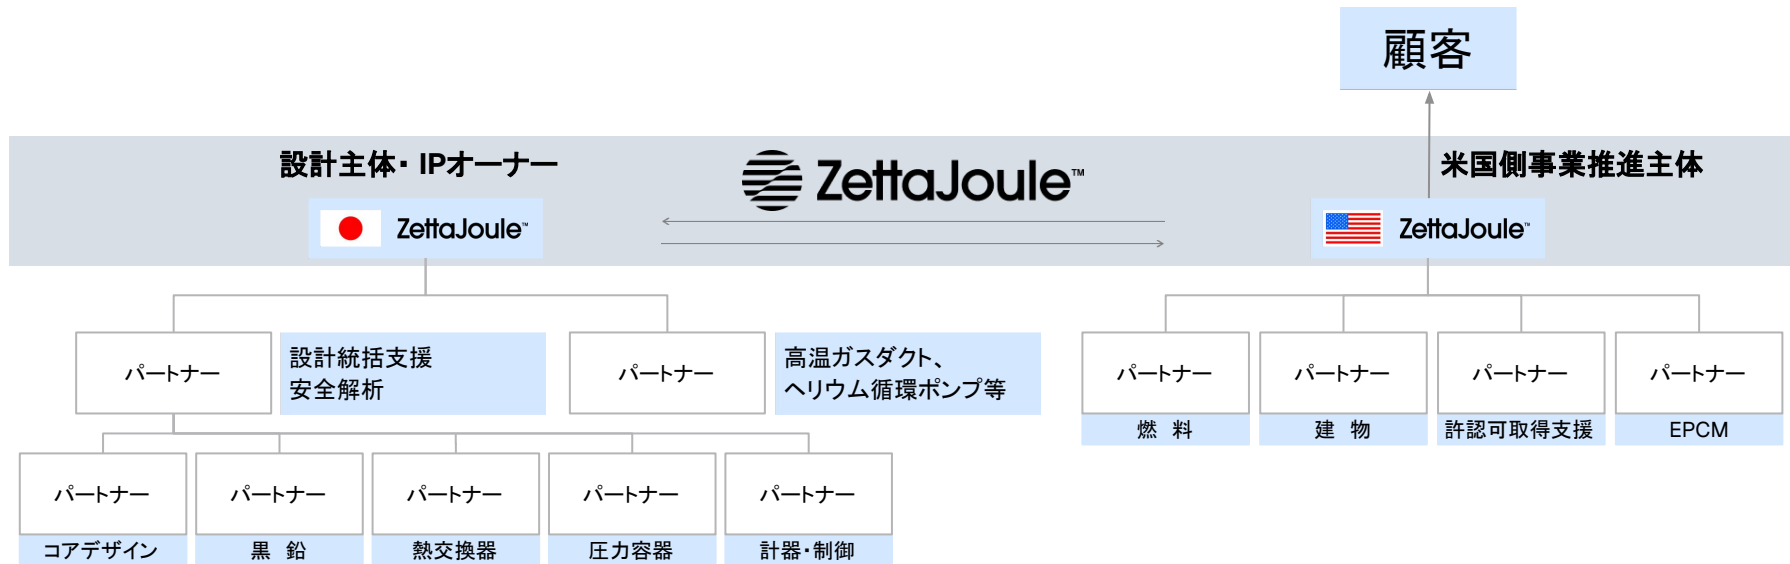 顧客
設計主体・IPオーナー
ZettaJoule™
米国側事業推進主体
ZettaJoule™
ZettaJoule™
パートナー
設計統括支援
安全解析
パートナー
高温ガスダクト、
ヘリウム循環ポンプ等
パートナー
パートナー
パートナー
パートナー
燃 料
建 物
許認可取得支援
EPCM
パートナー
パートナー
パートナー
パートナー
パートナー
コアデザイン
黒 鉛
熱交換器
圧力容器
計器・制御